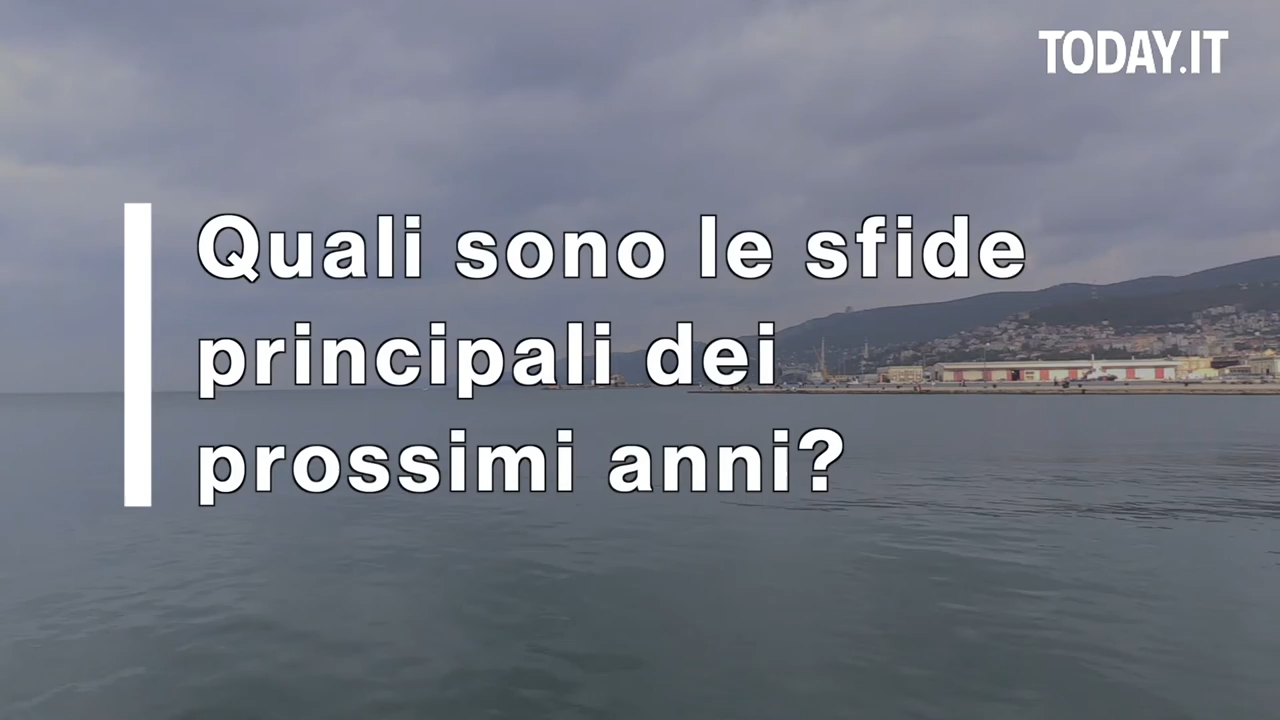 TODAY.IT
Quali sono le sfide
principali dei
prossimi anni?